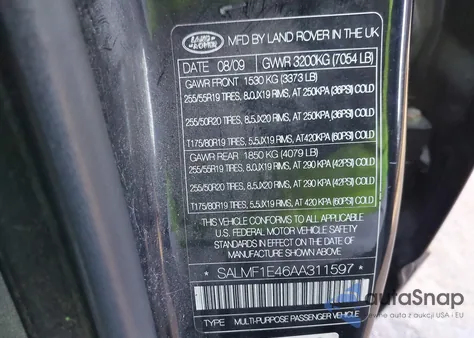 LAND ROVER
MFD BY LAND ROVER IN THE UK
DATE 08/09 GVWR 3200KG (7054 LB)
GAWR FRONT 1530 KG (3373 LB)
255/55R19 TIRES, 8.0JX19 RIMS, AT 250KPA (36PSI) COLD
255/50R20 TIRES, 8.5JX20 RIMS, AT 250KPA (36PSI) COLD
T175/80R19 TIRES, 5.5JX19 RIMS, AT 420KPA (60PSI) COLD
GAWR REAR 1850 KG (4079 LB)
255/55R19 TIRES, 8.0JX19 RIMS, AT 290 KPA (42PSI) COLD
255/50R20 TIRES, 8.5JX20 RIMS, AT 290 KPA (42PSI) COLD
T175/80R19 TIRES, 5.5JX19 RIMS, AT 420 KPA (60PSI) COLD
THIS VEHICLE CONFORMS TO ALL APPLICABLE
U.S. FEDERAL MOTOR VEHICLE SAFETY
STANDARDS IN EFFECT ON THE DATE OF
MANUFACTURE SHOWN ABOVE.
SALMF1E46AA311597
TYPE MULTI-PURPOSE PASSENGER VEHICLE
autoSnap
cenione auto z aukcji USA i EU